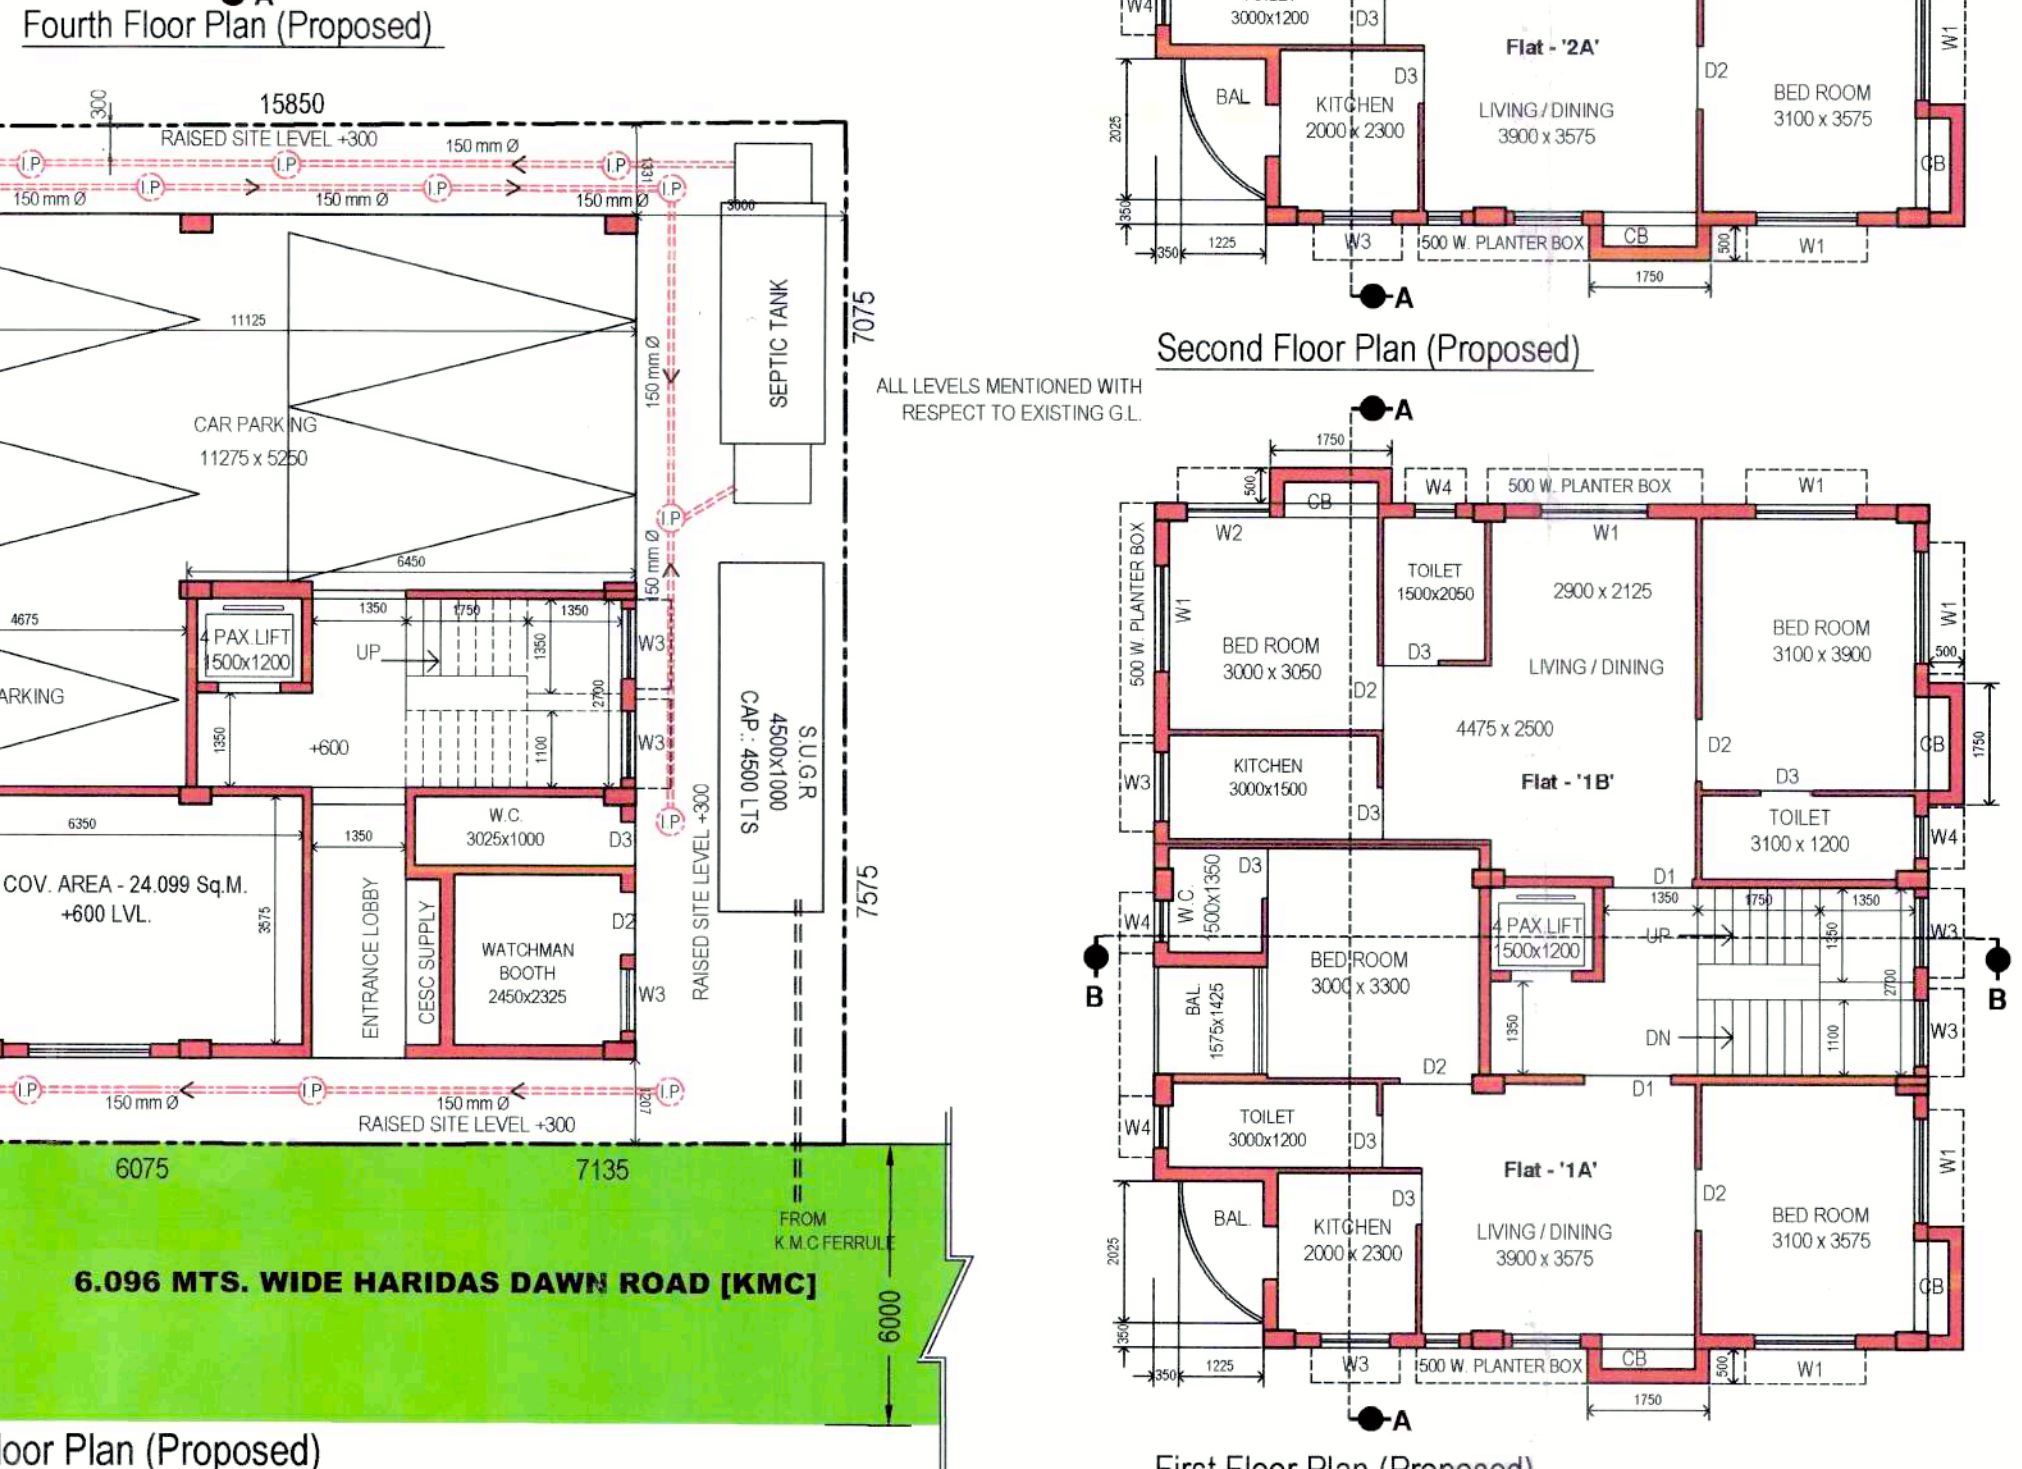 A
Fourth Floor Plan (Proposed)
15850
300
RAISED SITE LEVEL +300
150 mm Ø
I.P
I.P
I.P
I.P
I.P
I.P
150 mm Ø
150 mm Ø
150 mm Ø
3000
11125
150 mm Ø
SEPTIC TANK
7075
CAR PARKING
11275 x 5250
ALL LEVELS MENTIONED WITH
RESPECT TO EXISTING G.L.
I.P
6450
150 mm Ø
4675
4 PAX.LIFT
1500x1200
1350
1750
1350
UP
1350
W3
2700
ARKING
1350
+600
1100
W3
S.U.G.R
4500x1000
CAP.: 4500 LTS
I.P
6350
1350
W.C.
3025x1000
D3
RAISED SITE LEVEL +300
7575
COV. AREA - 24.099 Sq.M.
+600 LVL.
3575
ENTRANCE LOBBY
CESC SUPPLY
D2
WATCHMAN
BOOTH
2450x2325
W3
I.P
I.P
I.P
150 mm Ø
150 mm Ø
RAISED SITE LEVEL +300
6075
7135
FROM
K.M.C FERRULE
6.096 MTS. WIDE HARIDAS DAWN ROAD [KMC]
6000
loor Plan (Proposed)
W4
3000x1200
D3
Flat - '2A'
W1
D3
D2
BAL
KITCHEN
2000 x 2300
LIVING / DINING
3900 x 3575
BED ROOM
3100 x 3575
2025
CB
350
W3
500 W. PLANTER BOX
CB
500
W1
350
1225
1750
A
Second Floor Plan (Proposed)
A
1750
500
CB
W4
500 W. PLANTER BOX
W1
W2
W1
500 W. PLANTER BOX
W1
TOILET
1500x2050
2900 x 2125
BED ROOM
3000 x 3050
D3
LIVING / DINING
BED ROOM
3100 x 3900
W1
500
D2
4475 x 2500
D2
CB
1750
W3
KITCHEN
3000x1500
Flat - '1B'
D3
D3
TOILET
3100 x 1200
W4
D3
W.C.
D1
1350
1750
1350
W4
4 PAX.LIFT
1500x1200
UP
1350
W3
B
BED ROOM
3000 x 3300
B
BAL.
1575x1425
2700
1350
DN
1100
W3
D2
D1
W4
TOILET
3000x1200
D3
Flat - '1A'
W1
D3
D2
BAL.
KITCHEN
2000 x 2300
LIVING / DINING
3900 x 3575
BED ROOM
3100 x 3575
2025
CB
350
W3
500 W. PLANTER BOX
CB
500
W1
350
1225
1750
A
First Floor Plan (Proposed)